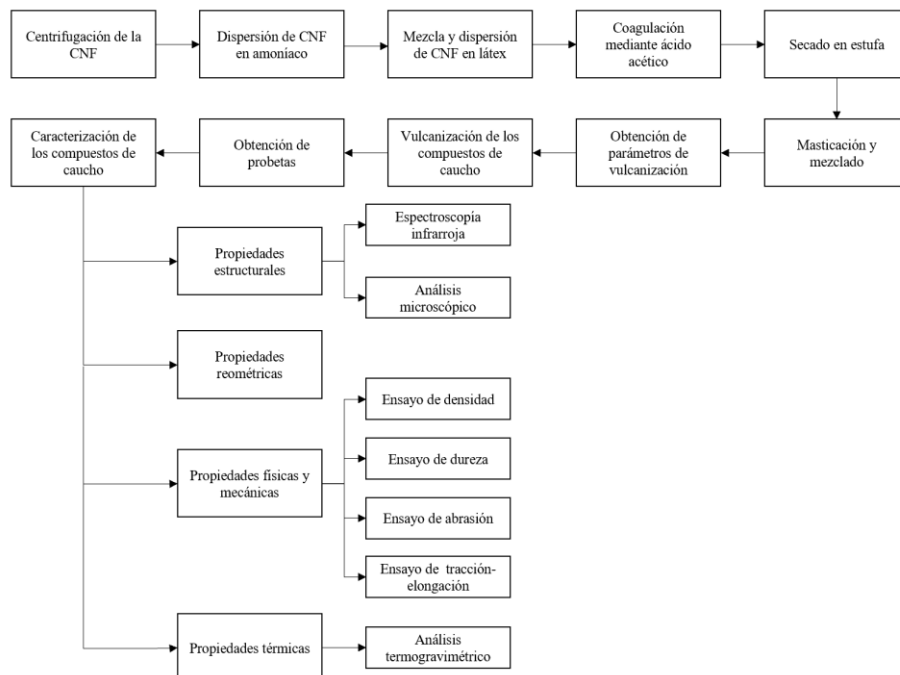 Centrifugación de la
CNF
Dispersión de CNF
en amoníaco
Mezcla y dispersión
de CNF en látex
Coagulación
mediante ácido
acético
Secado en estufa
Masticación y
mezclado
Obtención de
parámetros de
vulcanización
Vulcanización de los
compuestos de
caucho
Obtención de
probetas
Caracterización de
los compuestos de
caucho
Propiedades
estructurales
Espectroscopía
infrarroja
Análisis
microscópico
Propiedades
reométricas
Propiedades físicas y
mecánicas
Ensayo de densidad
Ensayo de dureza
Ensayo de abrasión
Ensayo de tracción-
elongación
Propiedades térmicas
Análisis
termogravimétrico